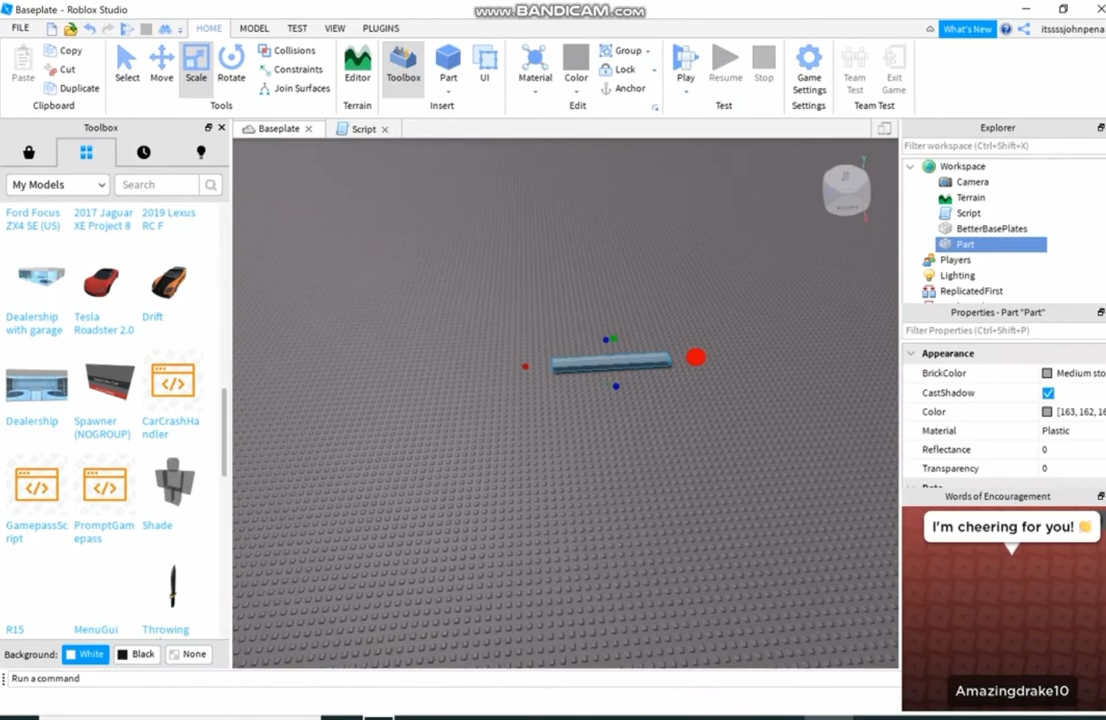 Baseplate - Roblox Studio
www.BANDICAM.com
FILE
HOME
MODEL
TEST
VIEW
PLUGINS
What's New
itssssjohnpena
Paste
Copy
Cut
Duplicate
Clipboard
Select
Move
Scale
Rotate
Collisions
Constraints
Join Surfaces
Tools
Editor
Terrain
Toolbox
Part
UI
Insert
Material
Color
Group
Lock
Anchor
Edit
Play
Resume
Stop
Test
Game
Settings
Settings
Team
Test
Exit
Game
Team Test
Toolbox
My Models
Search
Ford Focus
ZX4 SE (US)
2017 Jaguar
XE Project 8
2019 Lexus
RC F
Dealership
with garage
Tesla
Roadster 2.0
Drift
Dealership
Spawner
(NOGROUP)
CarCrashHa
ndler
GamepassSc
ript
PromptGam
epass
Shade
R15
MenuGui
Throwing
Background:
White
Black
None
Baseplate
Script
Explorer
Filter workspace (Ctrl+Shift+X)
Workspace
Camera
Terrain
Script
BetterBasePlates
Part
Players
Lighting
ReplicatedFirst
Properties - Part "Part"
Filter Properties (Ctrl+Shift+P)
Appearance
BrickColor
Medium sto
CastShadow
Color
[163, 162, 16
Material
Plastic
Reflectance
0
Transparency
0
Words of Encouragement
I'm cheering for you! 👏
Amazingdrake10
Run a command